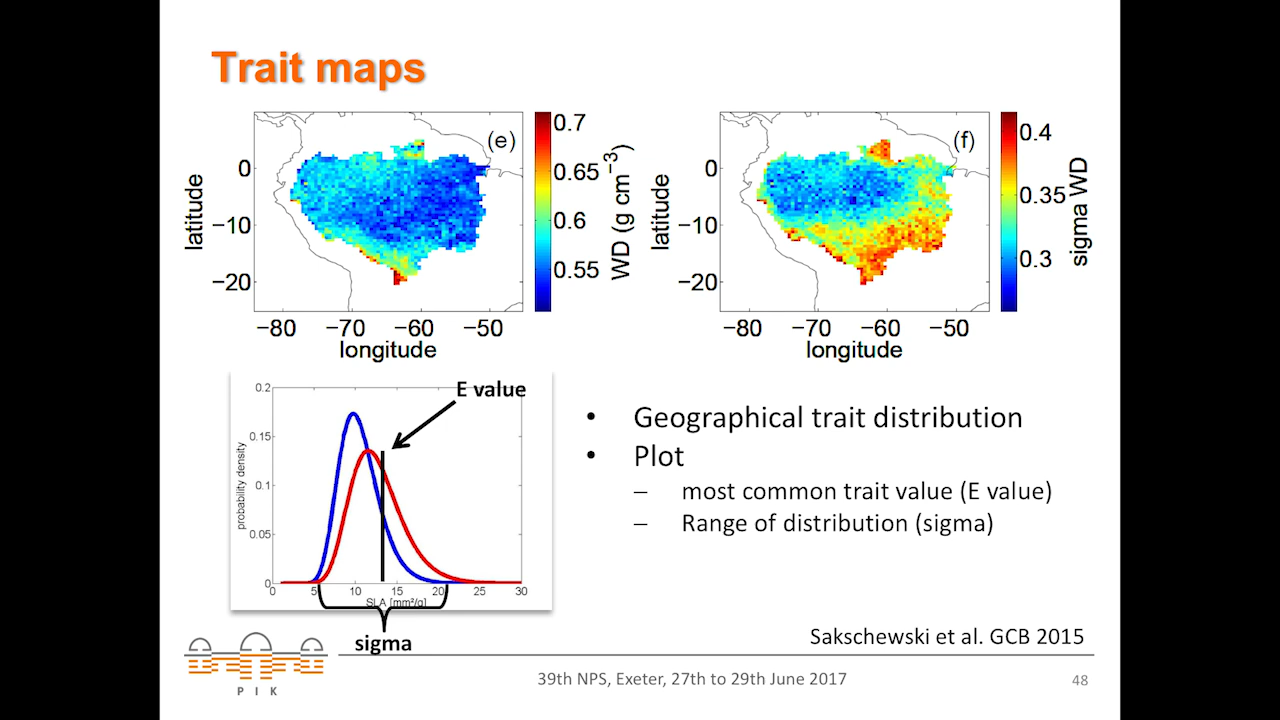 Trait maps
(e)
0
−10
−20
latitude
−80 −70 −60 −50
longitude
0.7
0.65
0.6
0.55
WD (g cm−3)
(f)
0
−10
−20
latitude
−80 −70 −60 −50
longitude
0.4
0.35
0.3
sigma WD
E value
0.2
0.15
0.1
0.05
0
probability density
0 5 10 15 20 25 30
SLA [mm²/g]
sigma
• Geographical trait distribution
• Plot
– most common trait value (E value)
– Range of distribution (sigma)
Sakschewski et al. GCB 2015
P I K
39th NPS, Exeter, 27th to 29th June 2017
48